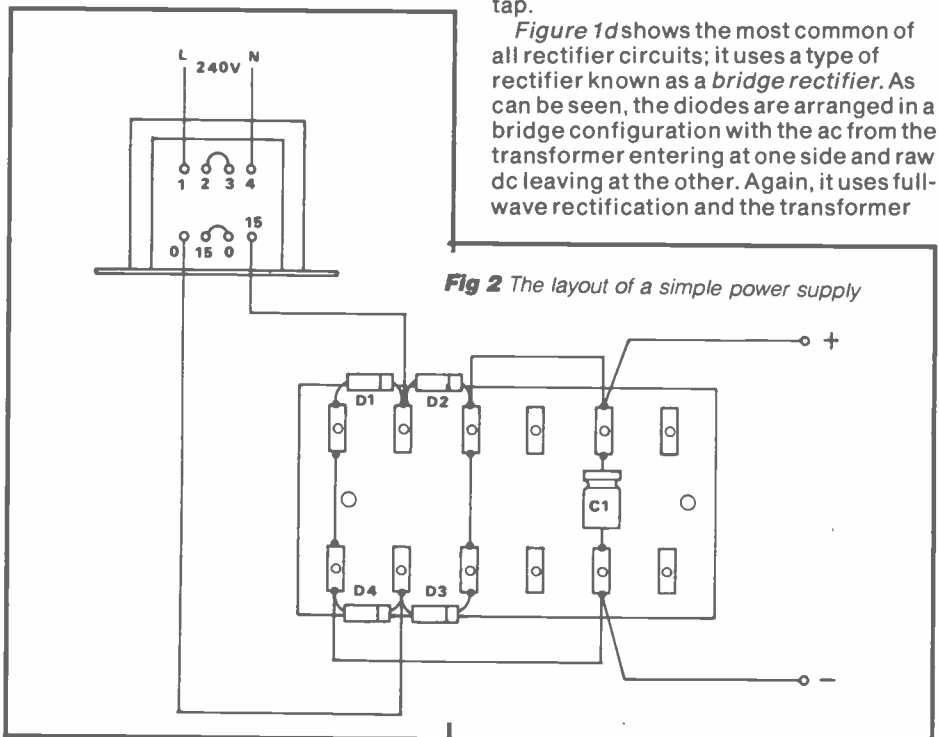 tap.
Figure 1d shows the most common of
all rectifier circuits; it uses a type of
rectifier known as a bridge rectifier. As
can be seen, the diodes are arranged in a
bridge configuration with the ac from the
transformer entering at one side and raw
dc leaving at the other. Again, it uses full-
wave rectification and the transformer
L 240V N
1 2 3 4
0 15 0 15
Fig 2 The layout of a simple power supply
+
D1 D2
C1
D4 D3
−